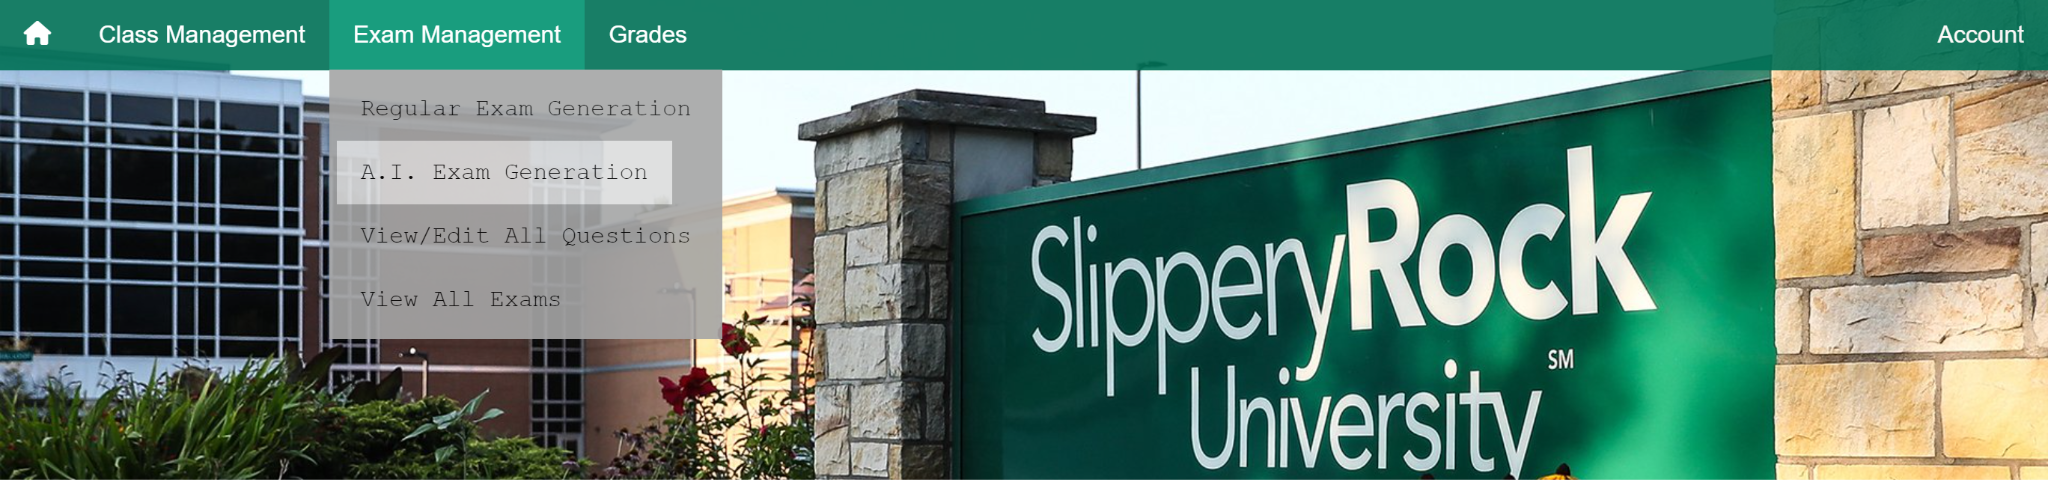 Class Management
Exam Management
Grades
Account
Regular Exam Generation
A.I. Exam Generation
View/Edit All Questions
View All Exams
SlipperyRock
University
SM